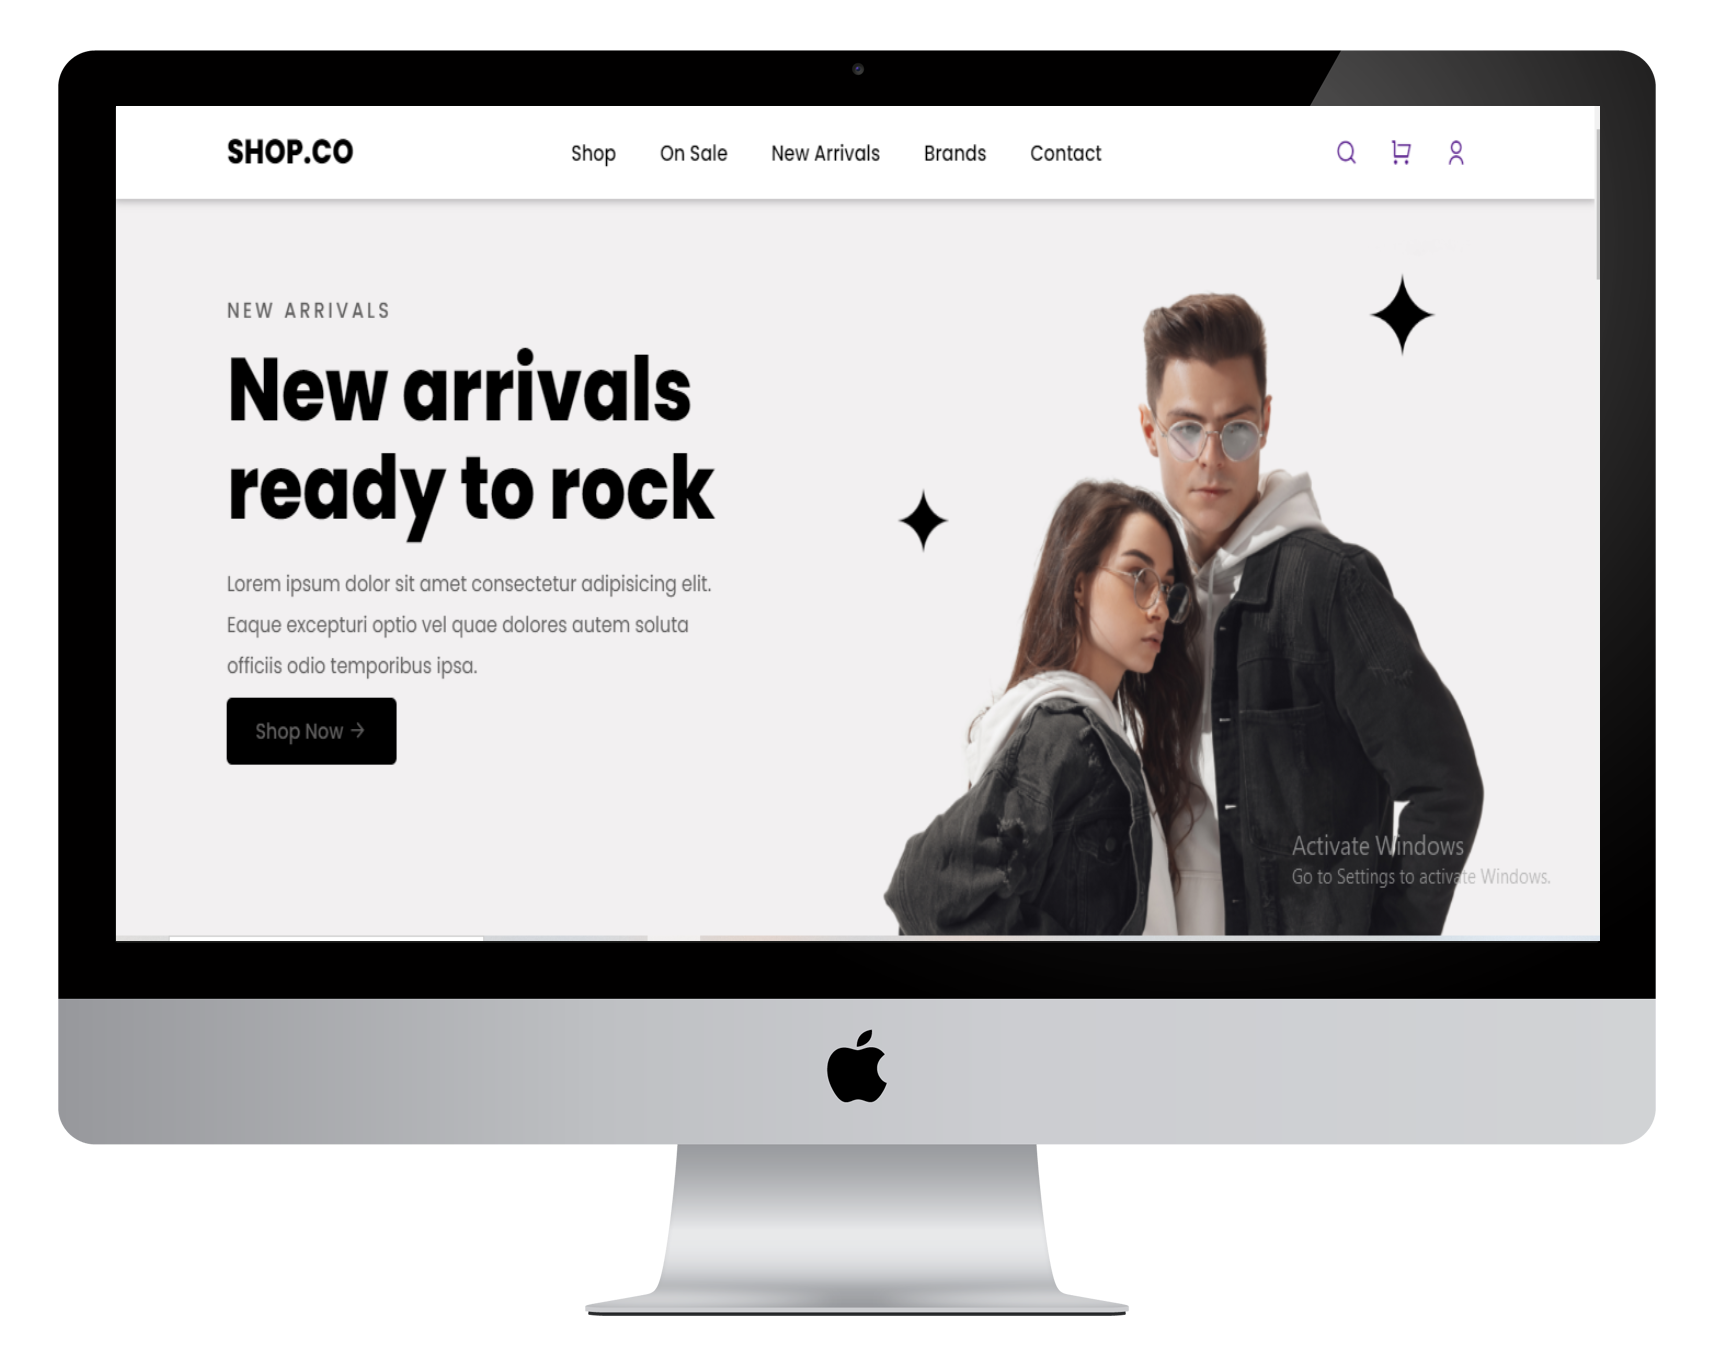 SHOP.CO
Shop
On Sale
New Arrivals
Brands
Contact
NEW ARRIVALS
New arrivals
ready to rock
Lorem ipsum dolor sit amet consectetur adipisicing elit.
Eaque excepturi optio vel quae dolores autem soluta
officiis odio temporibus ipsa.
Shop Now →
Activate Windows
Go to Settings to activate Windows.